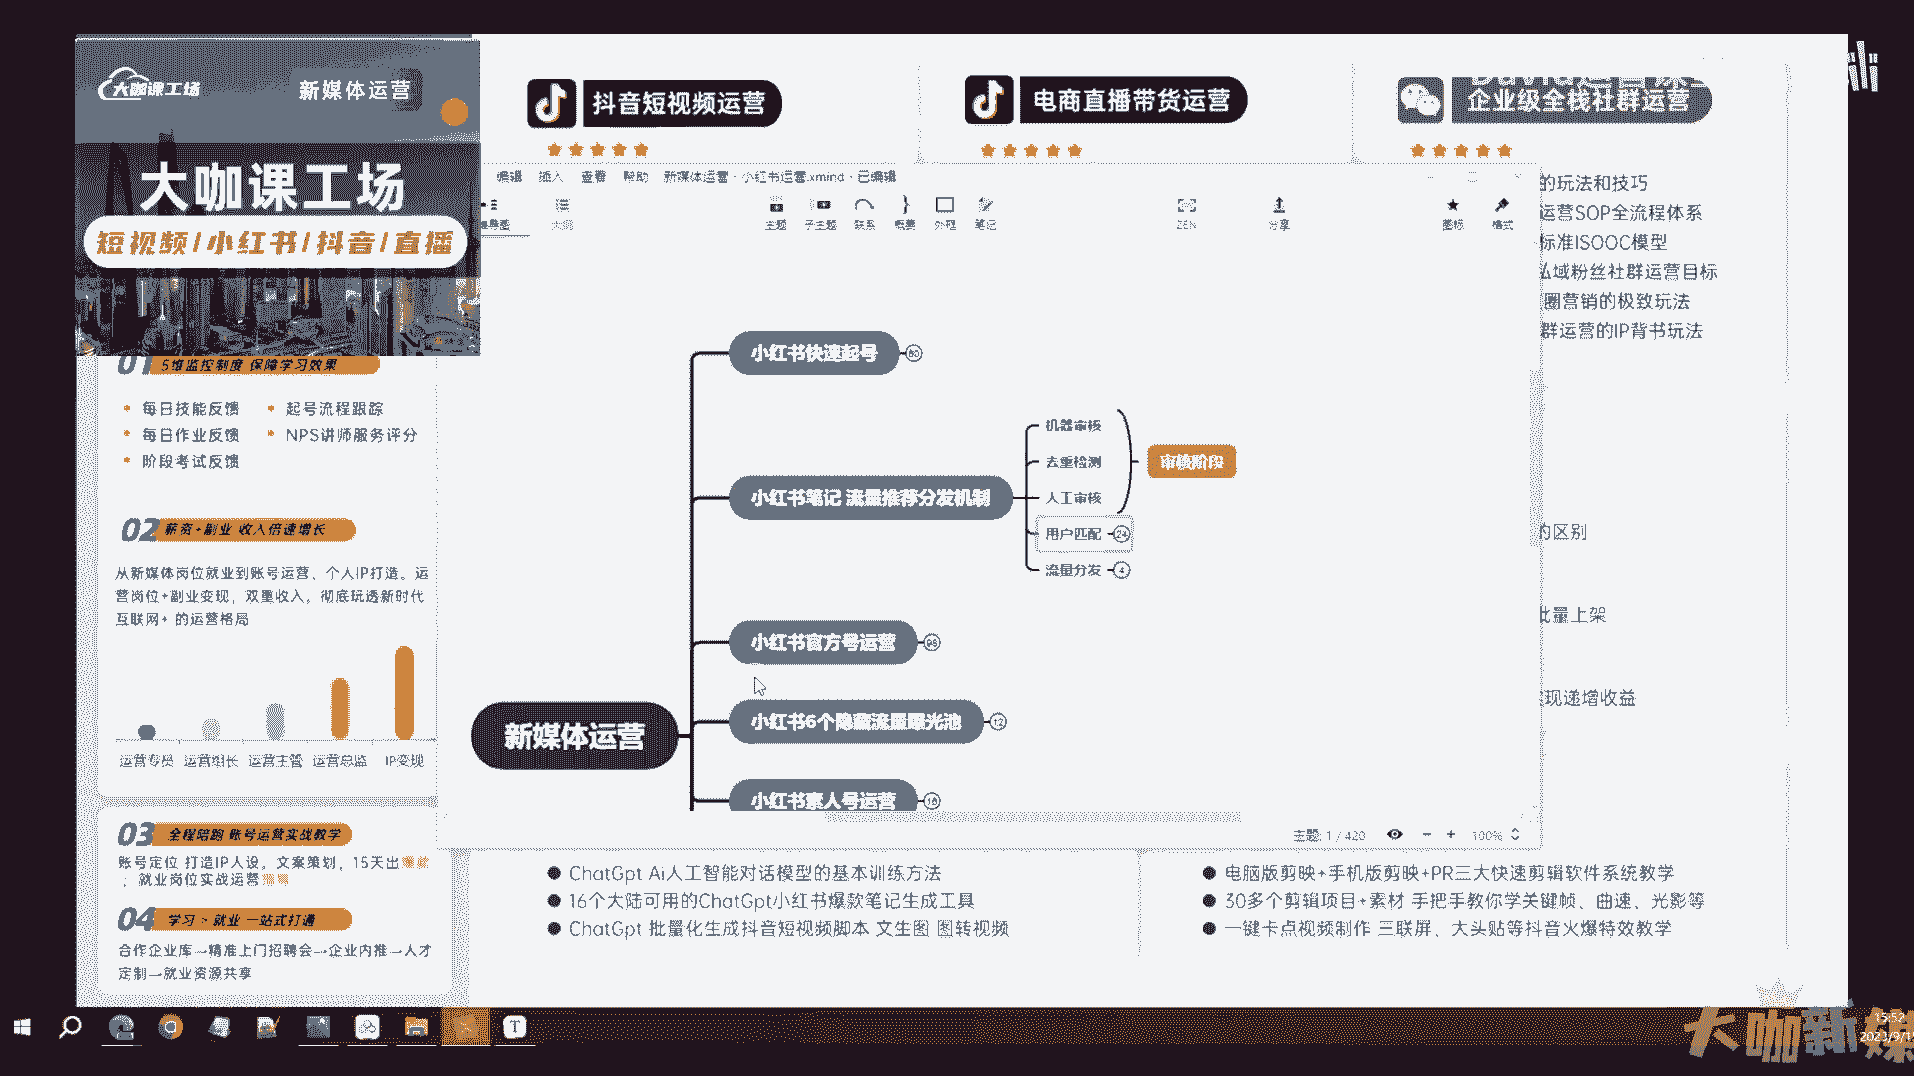 大咖课工场
新媒体运营
大咖课工场
短视频/小红书/抖音/直播
抖音短视频运营
电商直播带货运营
企业级全栈社群运营
编辑 插入 查看 帮助 新媒体运营 - 小红书运营.xmind - 已编辑
主题 子主题 联系 概要 外框 笔记 ZEN 分享 图标 格式
的玩法和技巧
运营SOP全流程体系
标准ISOOC模型
私域粉丝社群运营目标
圈营销的极致玩法
群运营的IP背书玩法
的区别
批量上架
现递增收益
01 5维监控制度 保障学习效果
每日技能反馈
起号流程跟踪
每日作业反馈
NPS讲师服务评分
阶段考试反馈
02 薪资+副业 收入倍速增长
从新媒体岗位就业到账号运营、个人IP打造。运
营岗位+副业变现，双重收入。彻底玩透新时代
互联网+ 的运营格局
运营专员 运营组长 运营主管 运营总监 IP变现
03 全程陪跑 账号运营实战教学
账号定位 打造IP人设。文案策划，15天出爆款
；就业岗位实战运营
04 学习 > 就业 一站式打通
合作企业库→精准上门招聘会→企业内推→人才
定制→就业资源共享
新媒体运营
小红书快速起号
小红书笔记 流量推荐分发机制
机器审核
去重检测
人工审核
审核阶段
用户匹配 24
流量分发 4
小红书官方号运营
小红书6个隐藏流量曝光池 12
小红书素人号运营 16
主题: 1 / 420
100%
ChatGpt Ai人工智能对话模型的基本训练方法
16个大陆可用的ChatGpt小红书爆款笔记生成工具
ChatGpt 批量化生成抖音短视频脚本 文生图 图转视频
电脑版剪映+手机版剪映+PR三大快速剪辑软件系统教学
30多个剪辑项目+素材 手把手教你学关键帧、曲速、光影等
一键卡点视频制作 三联屏、大头贴等抖音火爆特效教学
15:52
大咖新媒